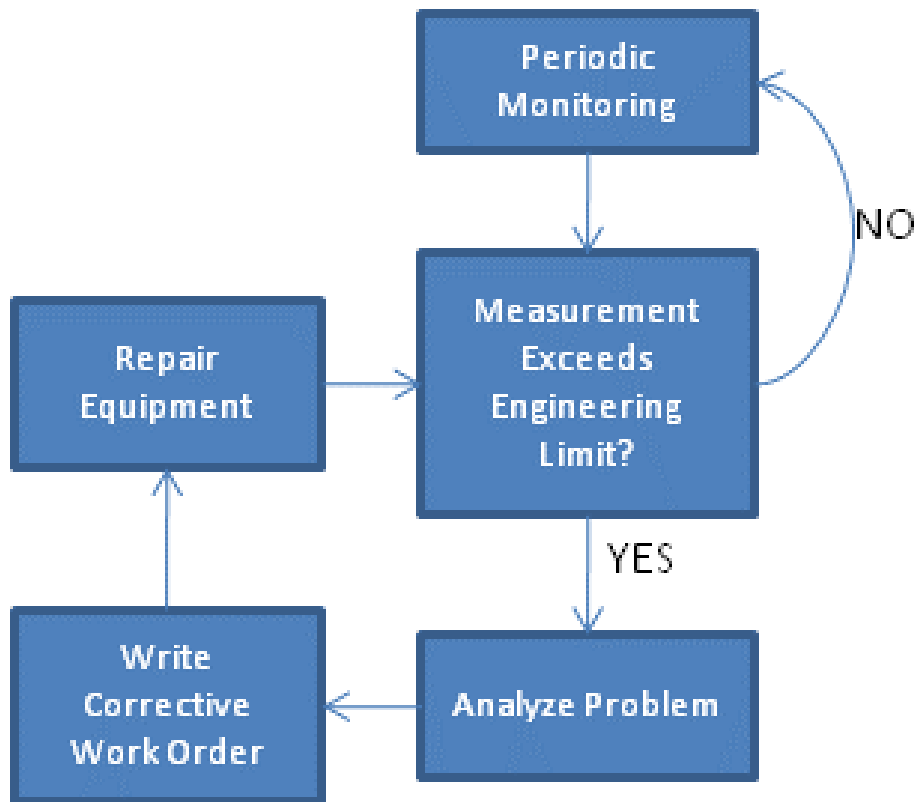 Periodic
Monitoring
NO
Measurement
Exceeds
Engineering
Limit?
Repair
Equipment
YES
Analyze Problem
Write
Corrective
Work Order